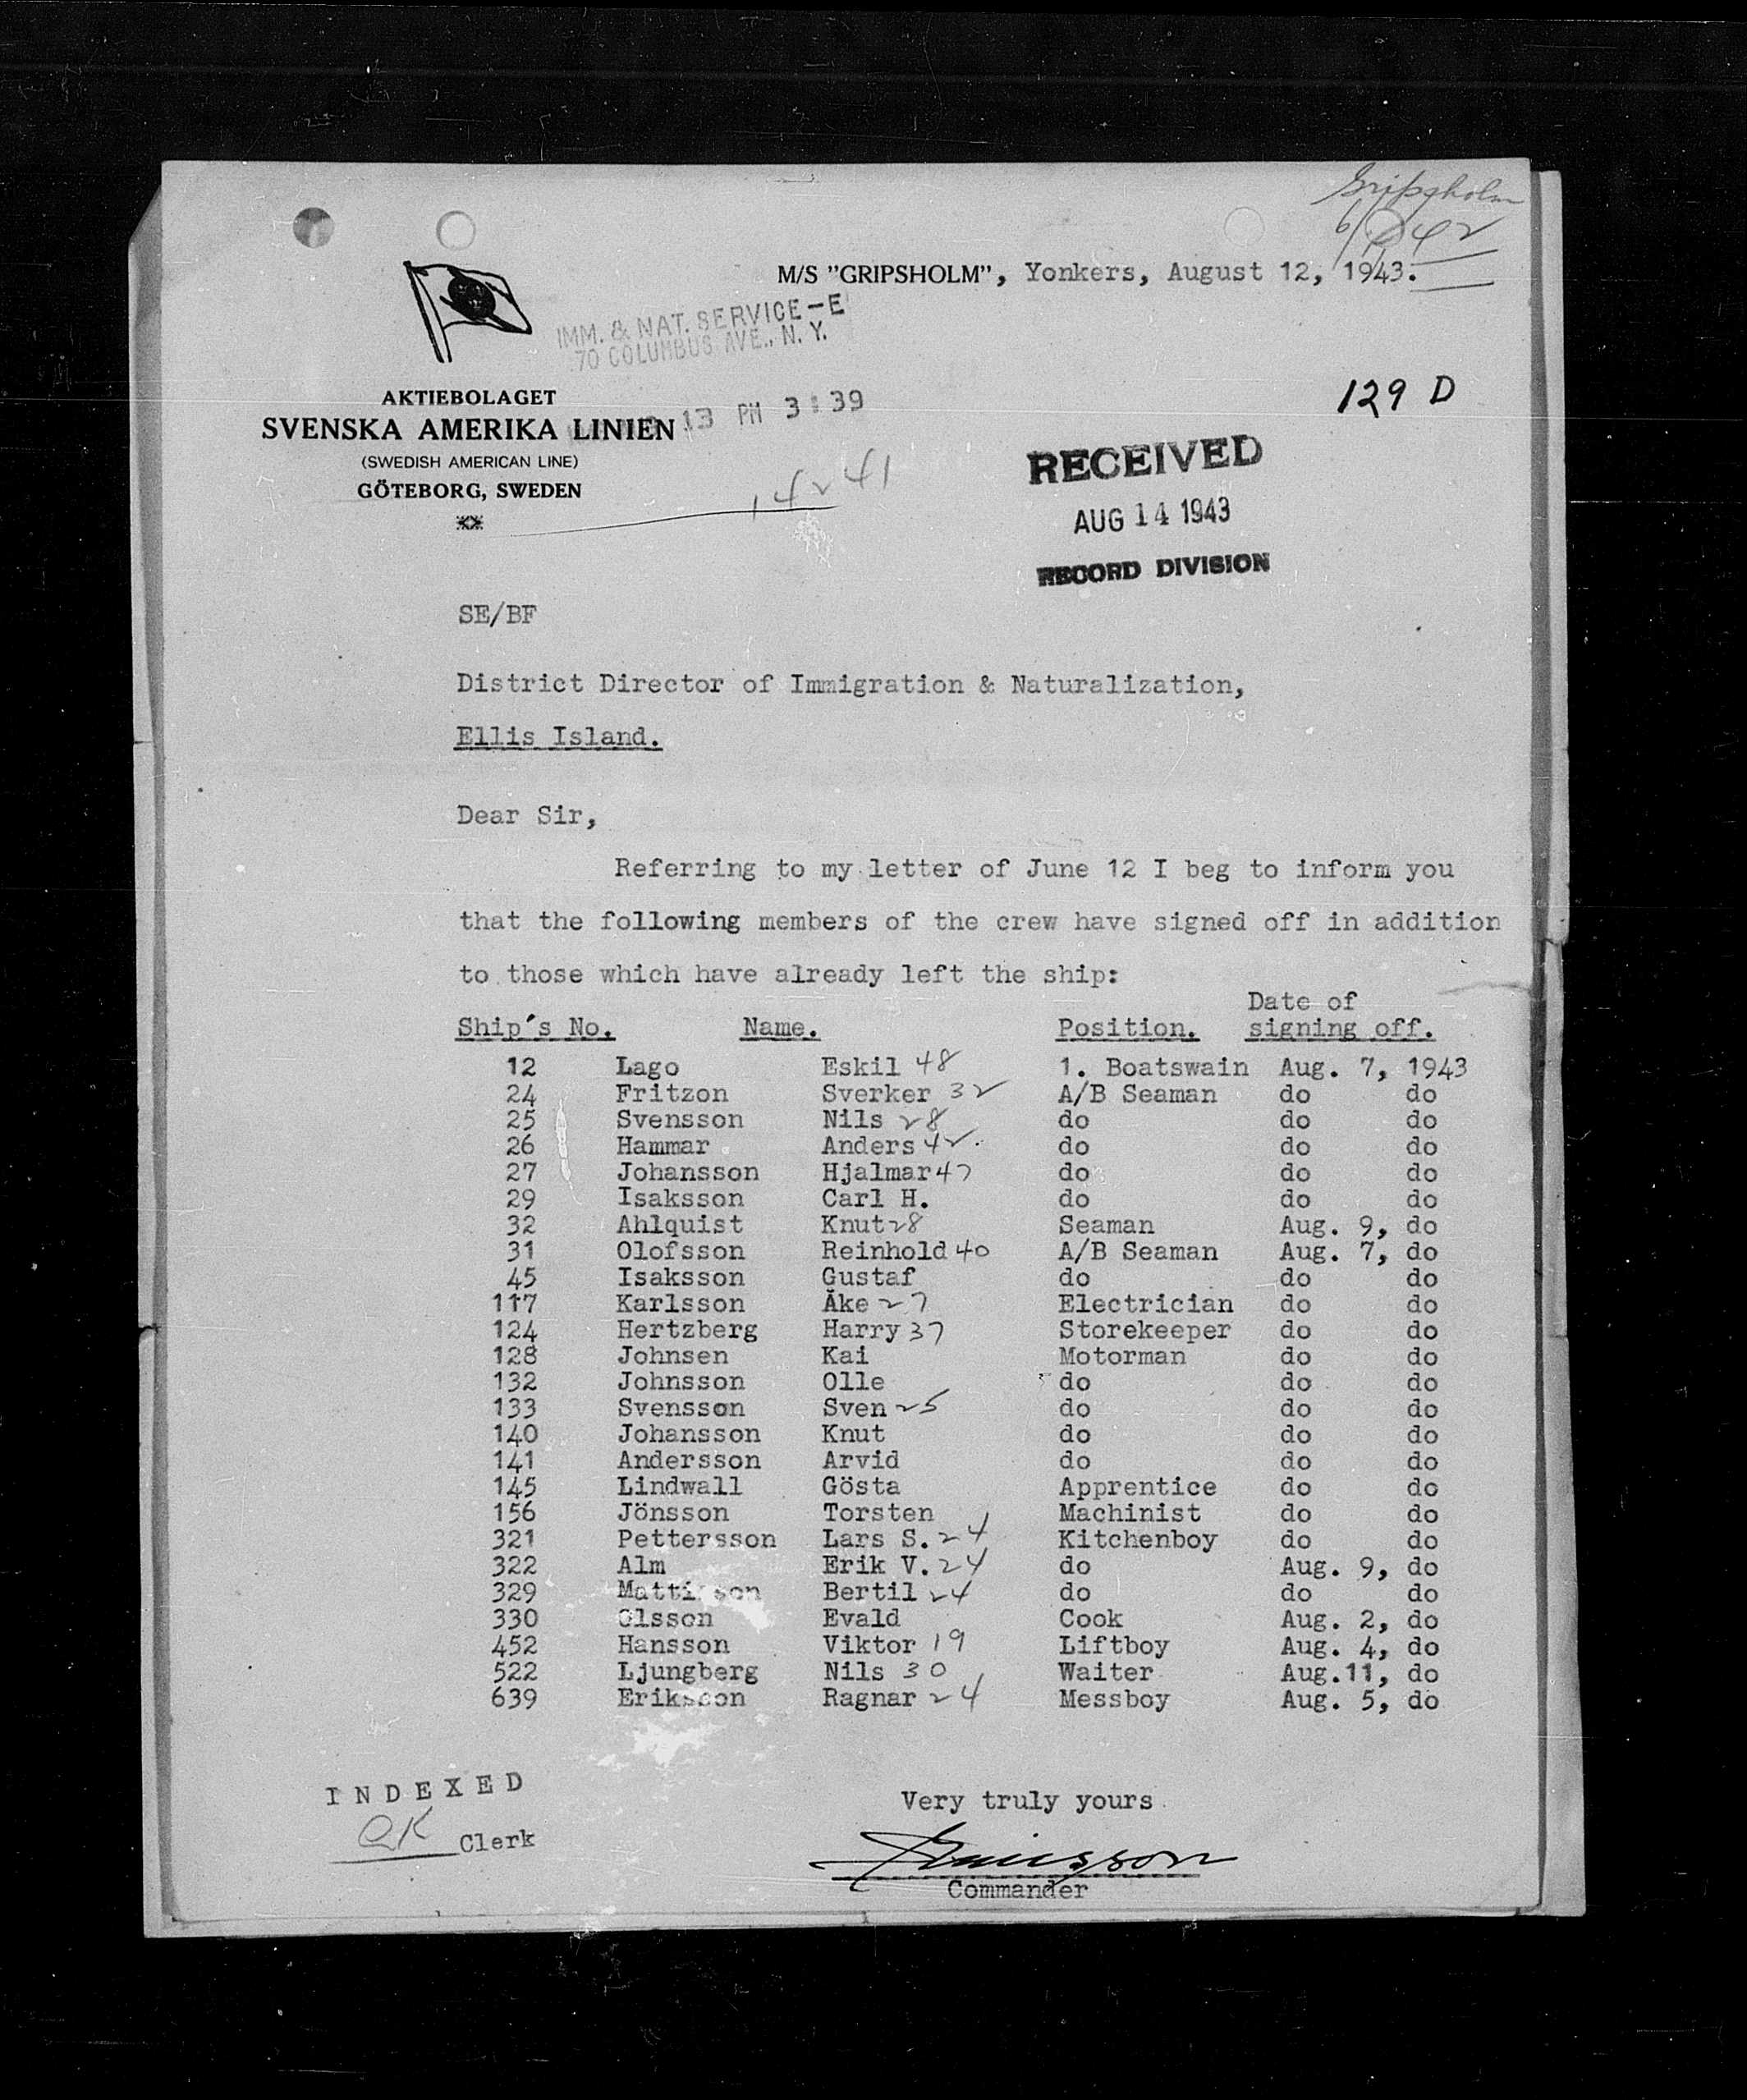 Gripsholm
M/S "GRIPSHOLM", Yonkers, August 12, 1943.
IMM. & NAT. SERVICE-E
70 COLUMBUS AVE., N. Y.
13 PM 3:39
129 D
AKTIEBOLAGET
SVENSKA AMERIKA LINIEN
(SWEDISH AMERICAN LINE)
GÖTEBORG, SWEDEN
14241
RECEIVED
AUG 14 1943
RECORD DIVISION
SE/BF
District Director of Immigration & Naturalization,
Ellis Island.
Dear Sir,
Referring to my letter of June 12 I beg to inform you
that the following members of the crew have signed off in addition
to those which have already left the ship:
Date of
Ship's No. Name. Position. signing off.
12 Lago Eskil 48 1. Boatswain Aug. 7, 1943
24 Fritzon Sverker 32 A/B Seaman do do
25 Svensson Nils 28 do do do
26 Hammar Anders 42. do do do
27 Johansson Hjalmar 47 do do do
29 Isaksson Carl H. do do do
32 Ahlquist Knut 28 Seaman Aug. 9, do
31 Olofsson Reinhold 40 A/B Seaman Aug. 7, do
45 Isaksson Gustaf do do do
117 Karlsson Åke 27 Electrician do do
124 Hertzberg Harry 37 Storekeeper do do
128 Johnsen Kai Motorman do do
132 Johnsson Olle do do do
133 Svensson Sven 25 do do do
140 Johansson Knut do do do
141 Andersson Arvid do do do
145 Lindwall Gösta Apprentice do do
156 Jönsson Torsten Machinist do do
321 Pettersson Lars S. 24 Kitchenboy do do
322 Alm Erik V. 24 do Aug. 9, do
329 Bertil 24 do do do
330 Olsson Evald Cook Aug. 2, do
452 Hansson Viktor 19 Liftboy Aug. 4, do
522 Ljungberg Nils 30 Waiter Aug.11, do
639 Eriksson Ragnar 24 Messboy Aug. 5, do
INDEXED
Very truly yours
Clerk
Commander